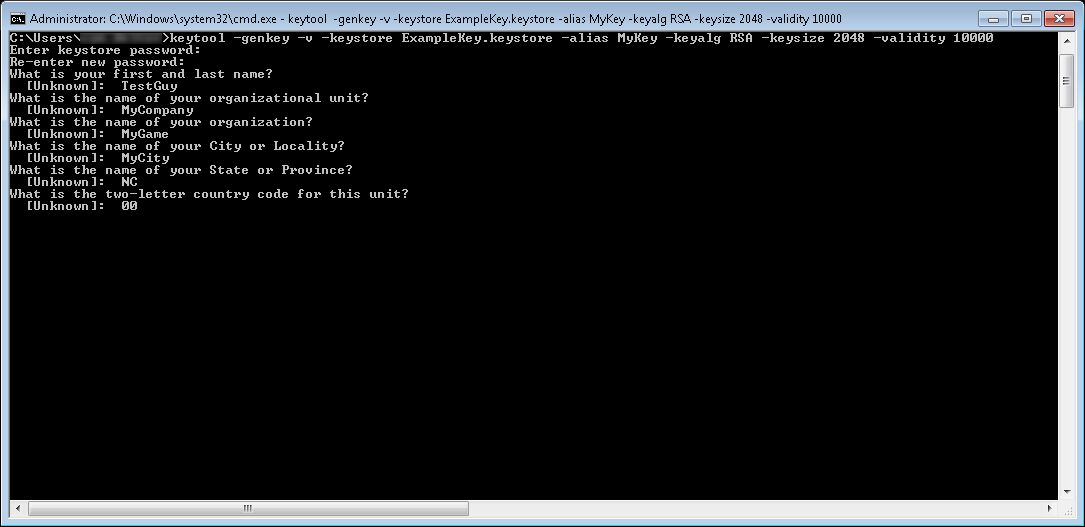 Administrator: C:\Windows\system32\cmd.exe - keytool  -genkey -v -keystore ExampleKey.keystore -alias MyKey -keyalg RSA -keysize 2048 -validity 10000
C:\Users\>keytool -genkey -v -keystore ExampleKey.keystore -alias MyKey -keyalg RSA -keysize 2048 -validity 10000
Enter keystore password:
Re-enter new password:
What is your first and last name?
  [Unknown]:  TestGuy
What is the name of your organizational unit?
  [Unknown]:  MyCompany
What is the name of your organization?
  [Unknown]:  MyGame
What is the name of your City or Locality?
  [Unknown]:  MyCity
What is the name of your State or Province?
  [Unknown]:  NC
What is the two-letter country code for this unit?
  [Unknown]:  00